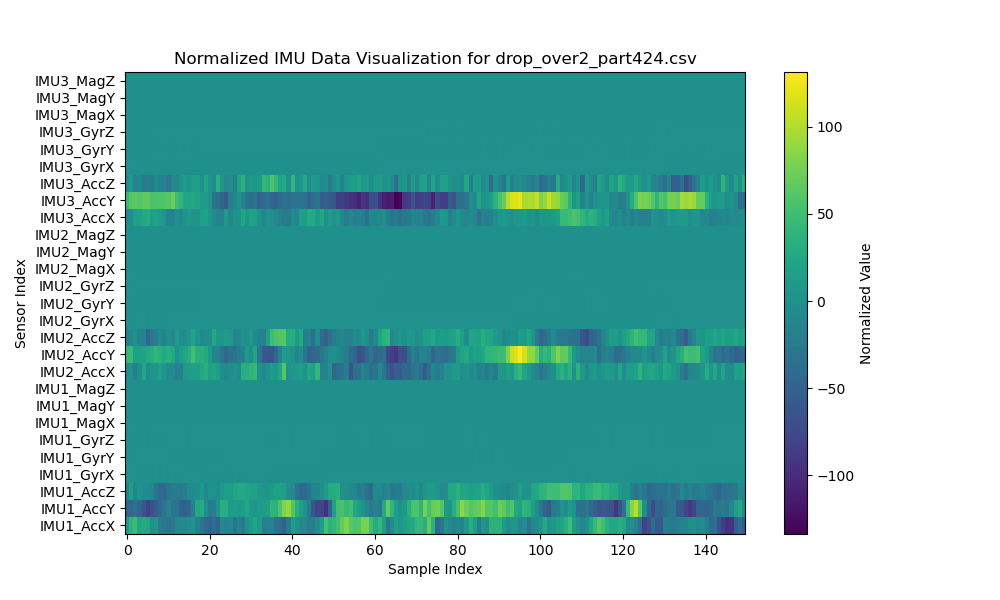 Normalized IMU Data Visualization for drop_over2_part424.csv
IMU3_MagZ
IMU3_MagY
IMU3_MagX
IMU3_GyrZ
IMU3_GyrY
IMU3_GyrX
IMU3_AccZ
IMU3_AccY
IMU3_AccX
IMU2_MagZ
IMU2_MagY
IMU2_MagX
IMU2_GyrZ
IMU2_GyrY
IMU2_GyrX
IMU2_AccZ
IMU2_AccY
IMU2_AccX
IMU1_MagZ
IMU1_MagY
IMU1_MagX
IMU1_GyrZ
IMU1_GyrY
IMU1_GyrX
IMU1_AccZ
IMU1_AccY
IMU1_AccX
Sensor Index
0 20 40 60 80 100 120 140
Sample Index
100
50
0
−50
−100
Normalized Value